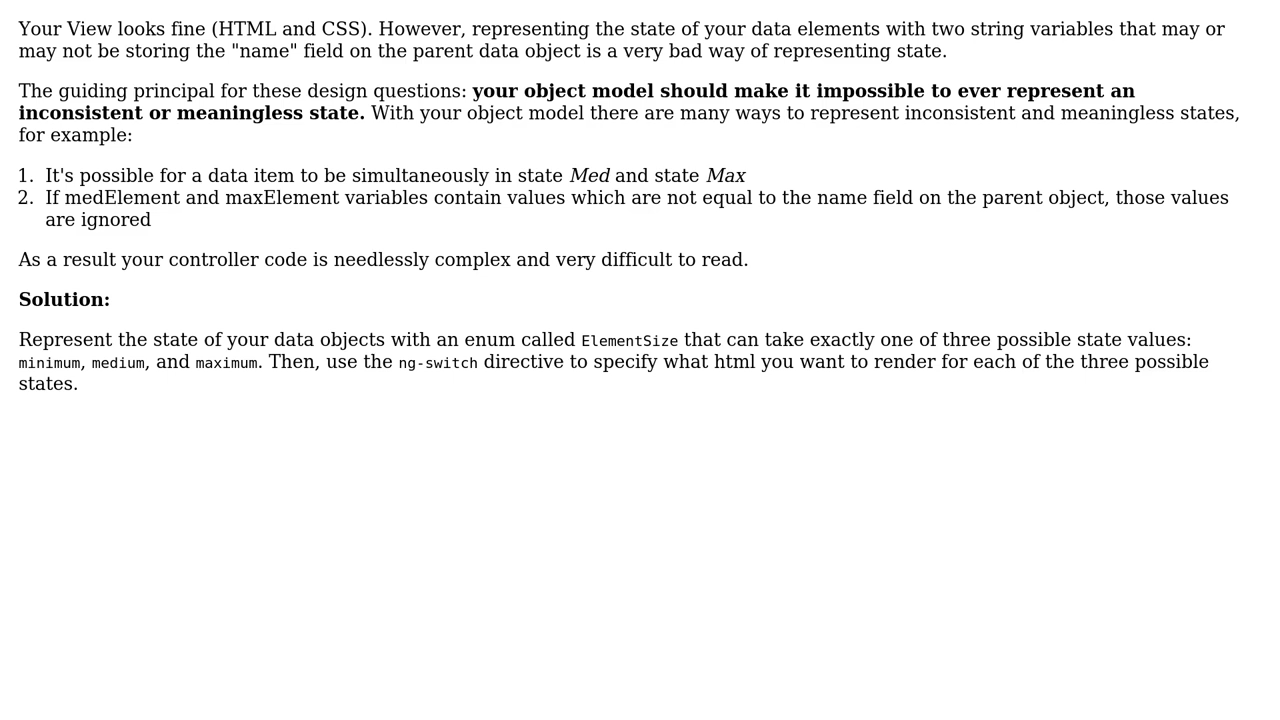 Your View looks fine (HTML and CSS). However, representing the state of your data elements with two string variables that may or
may not be storing the "name" field on the parent data object is a very bad way of representing state.
The guiding principal for these design questions: your object model should make it impossible to ever represent an
inconsistent or meaningless state. With your object model there are many ways to represent inconsistent and meaningless states,
for example:
1. It's possible for a data item to be simultaneously in state Med and state Max
2. If medElement and maxElement variables contain values which are not equal to the name field on the parent object, those values
are ignored
As a result your controller code is needlessly complex and very difficult to read.
Solution:
Represent the state of your data objects with an enum called ElementSize that can take exactly one of three possible state values:
minimum, medium, and maximum. Then, use the ng-switch directive to specify what html you want to render for each of the three possible
states.